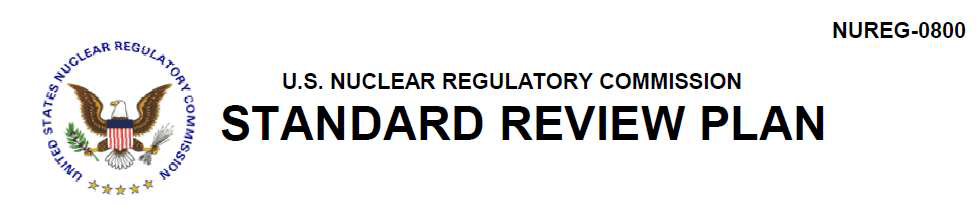 NUREG-0800
UNITED STATES NUCLEAR REGULATORY COMMISSION
U.S. NUCLEAR REGULATORY COMMISSION
STANDARD REVIEW PLAN